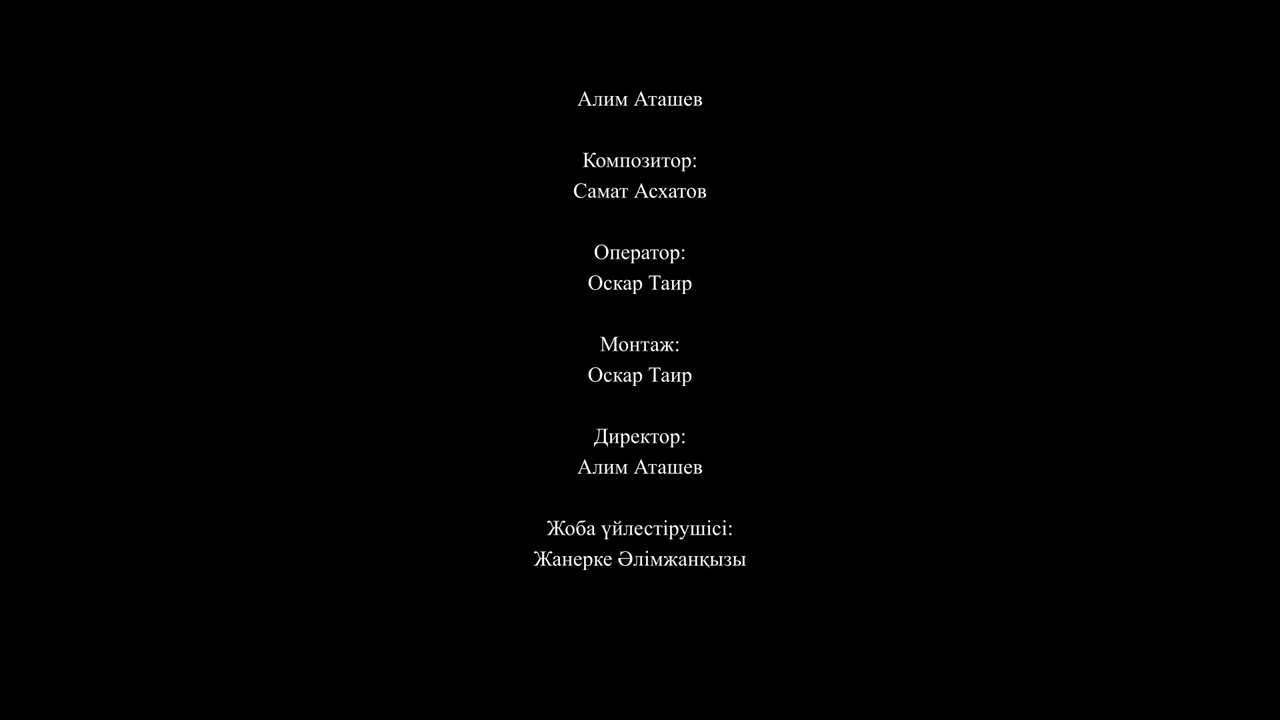 Алим Аташев
Композитор:
Самат Асхатов
Оператор:
Оскар Таир
Монтаж:
Оскар Таир
Директор:
Алим Аташев
Жоба үйлестірушісі:
Жанерке Әлімжанқызы